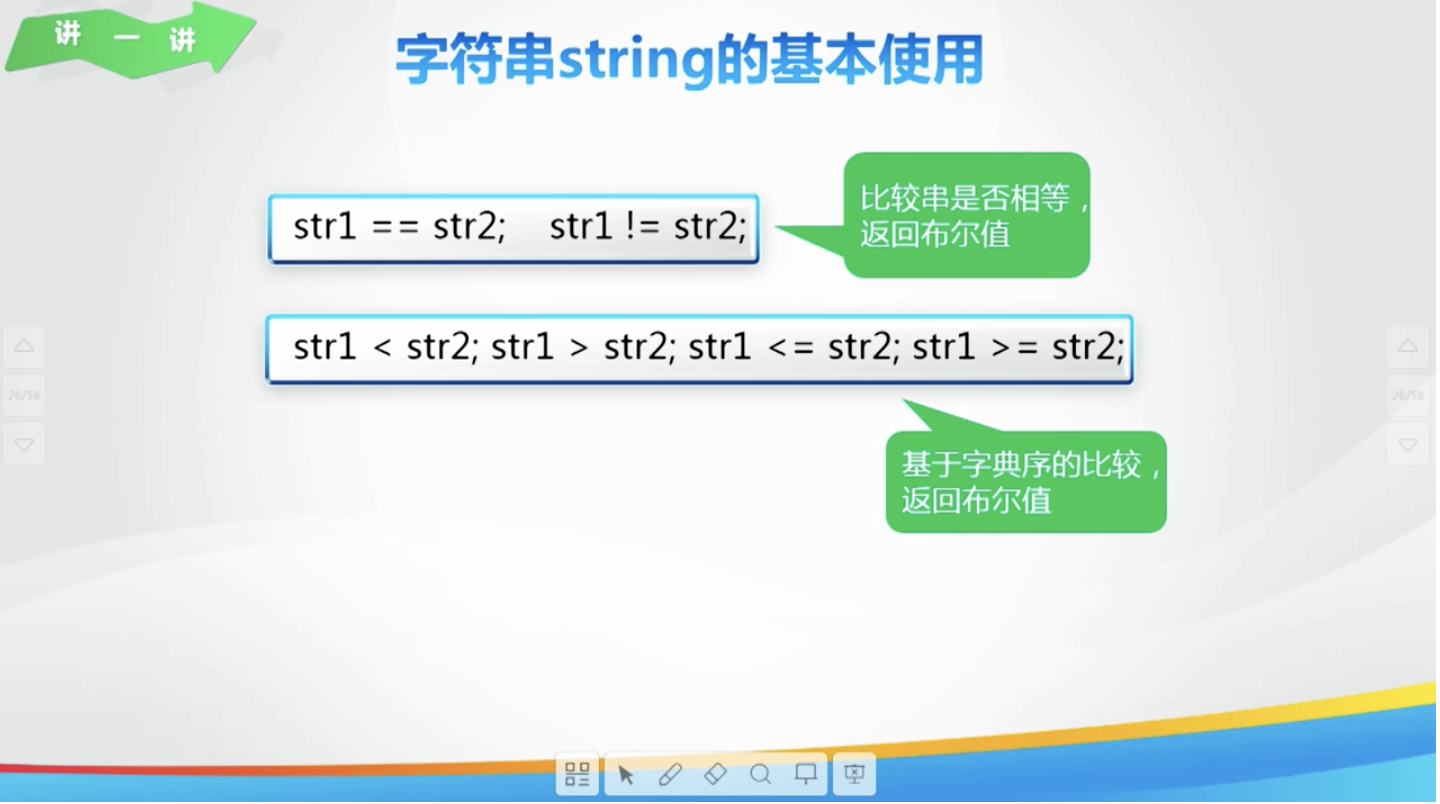 讲 一 讲
字符串string的基本使用
比较串是否相等，
返回布尔值
str1 == str2; str1 != str2;
str1 < str2; str1 > str2; str1 <= str2; str1 >= str2;
26/58
26/58
基于字典序的比较，
返回布尔值